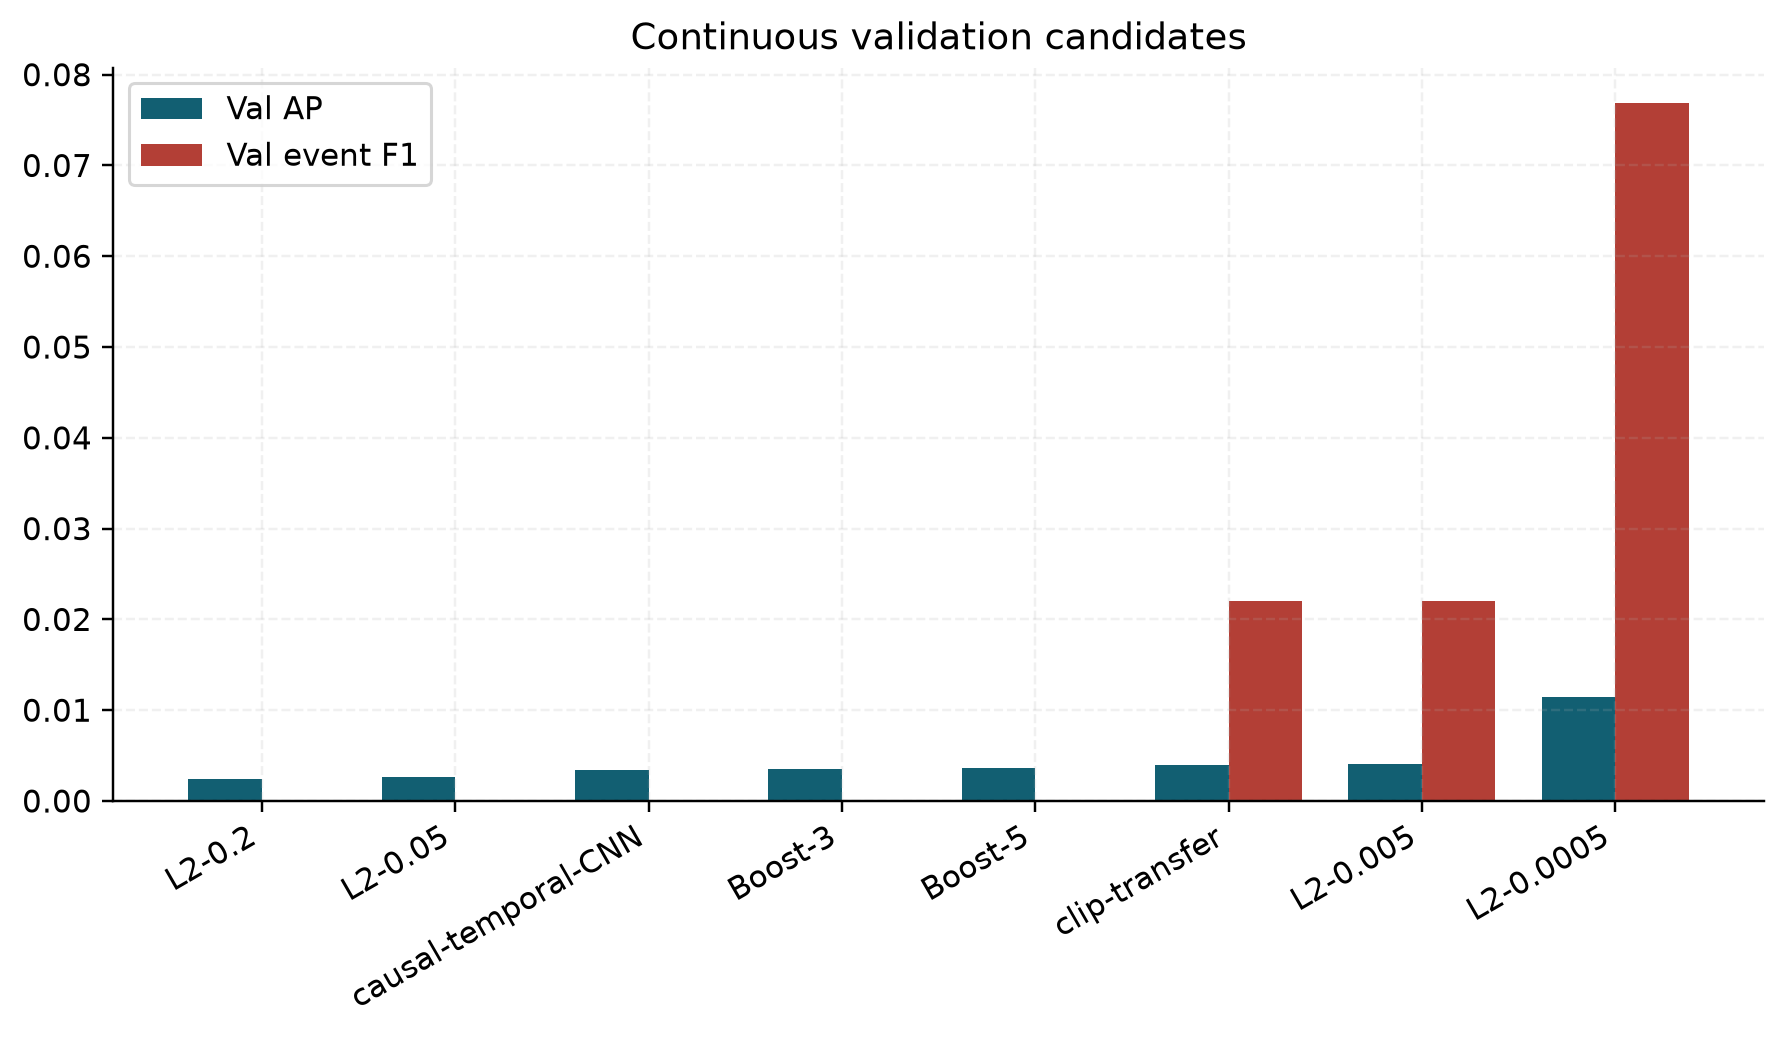 Continuous validation candidates
0.08
0.07
0.06
0.05
0.04
0.03
0.02
0.01
0.00
Val AP
Val event F1
L2-0.2
L2-0.05
causal-temporal-CNN
Boost-3
Boost-5
clip-transfer
L2-0.005
L2-0.0005